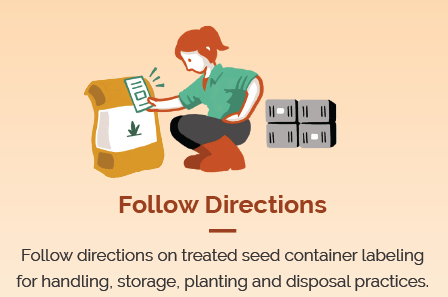 Follow Directions
Follow directions on treated seed container labeling
for handling, storage, planting and disposal practices.